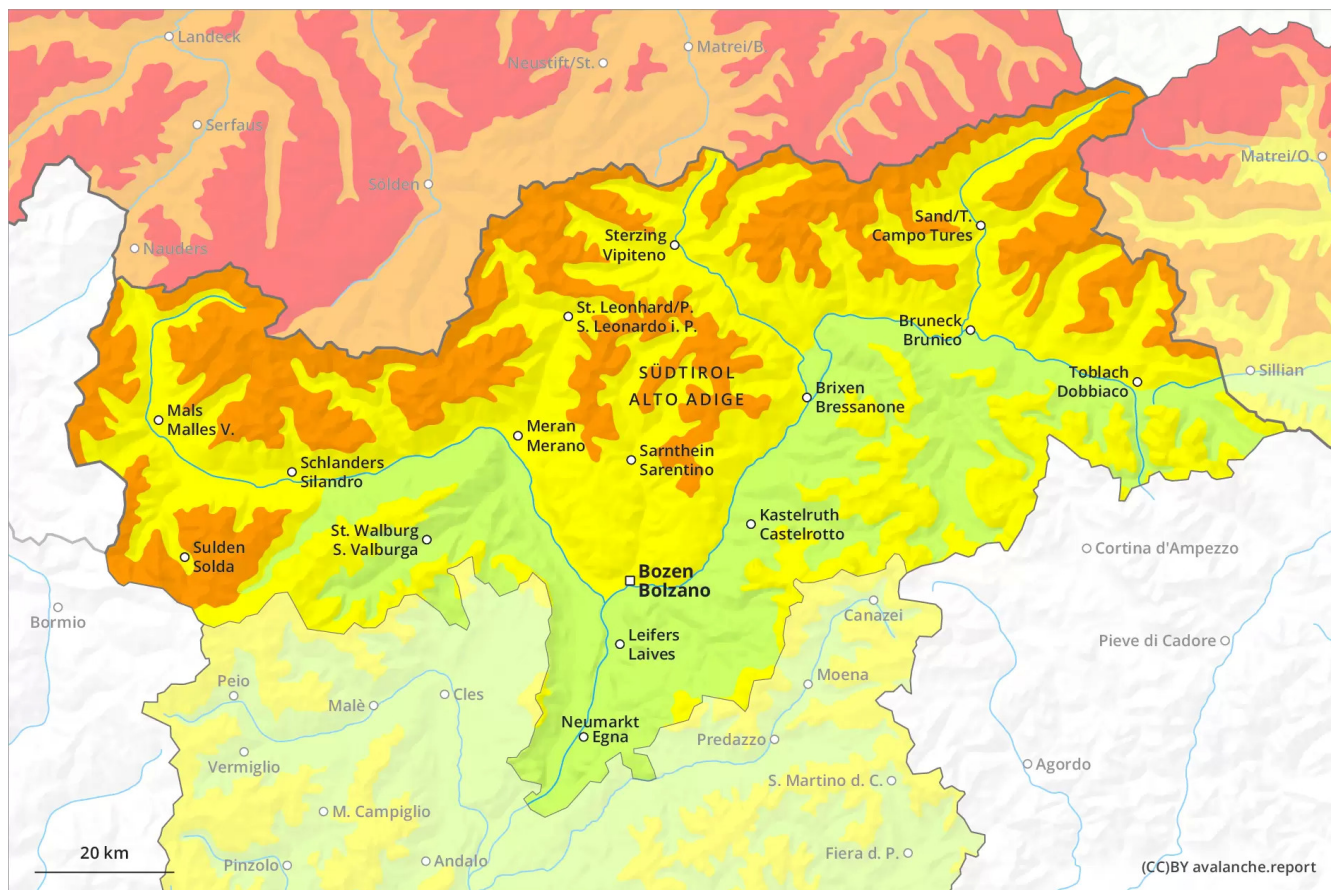 Landeck
Matrei/B.
Neustift/St.
Serfaus
Matrei/O.
Sölden
Nauders
Sand/T.
Campo Tures
Sterzing
Vipiteno
St. Leonhard/P.
S. Leonardo i. P.
Bruneck
Brunico
SÜDTIROL
ALTO ADIGE
Toblach
Dobbiaco
Sillian
Brixen
Bressanone
Mals
Malles V.
Meran
Merano
Sarnthein
Sarentino
Schlanders
Silandro
Kastelruth
Castelrotto
St. Walburg
S. Valburga
Sulden
Solda
Cortina d'Ampezzo
Bozen
Bolzano
Bormio
Canazei
Leifers
Laives
Pieve di Cadore
Peio
Moena
Cles
Malè
Neumarkt
Egna
Predazzo
Vermiglio
Agordo
S. Martino d. C.
M. Campiglio
20 km
Pinzolo
Andalo
Fiera d. P.
(CC)BY avalanche.report